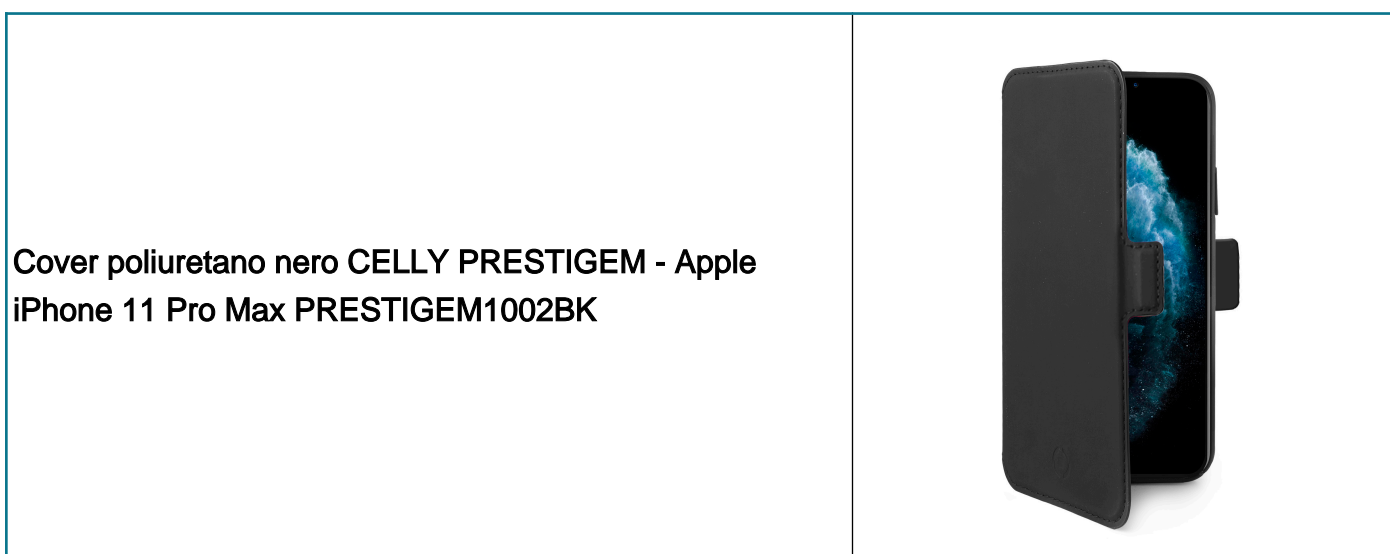 Cover poliuretano nero CELLY PRESTIGEM - Apple
iPhone 11 Pro Max PRESTIGEM1002BK